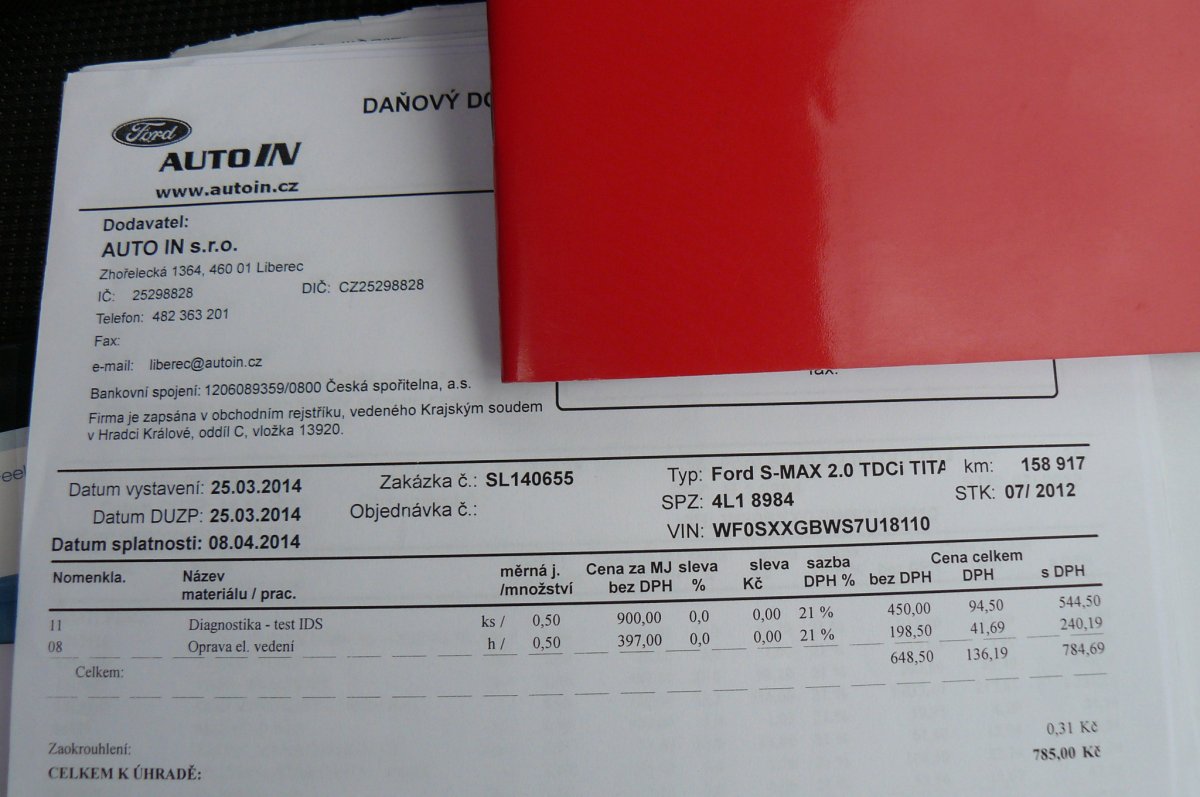 DAŇOVÝ
Ford
AUTO IN
www.autoin.cz
Dodavatel:
AUTO IN s.r.o.
Zhořelecká 1364, 460 01 Liberec
IČ: 25298828 DIČ: CZ25298828
Telefon: 482 363 201
Fax:
e-mail: liberec@autoin.cz
Bankovní spojení: 1206089359/0800 Česká spořitelna, a.s.
Firma je zapsána v obchodním rejstříku, vedeného Krajským soudem
v Hradci Králové, oddíl C, vložka 13920.
fax:
Datum vystavení: 25.03.2014 Zakázka č.: SL140655 Typ: Ford S-MAX 2.0 TDCi TITA km: 158 917
Datum DUZP: 25.03.2014 Objednávka č.: SPZ: 4L1 8984 STK: 07/ 2012
Datum splatnosti: 08.04.2014 VIN: WF0SXXGBWS7U18110
Nomenkla. Název měrná j. Cena za MJ sleva sleva sazba Cena celkem
materiálu / prac. /množství bez DPH % Kč DPH % bez DPH DPH s DPH
11 Diagnostika - test IDS ks / 0,50 900,00 0,0 0,00 21 % 450,00 94,50 544,50
08 Oprava el. vedení h / 0,50 397,00 0,0 0,00 21 % 198,50 41,69 240,19
Celkem: 648,50 136,19 784,69
Zaokrouhlení: 0,31 Kč
CELKEM K ÚHRADĚ: 785,00 Kč